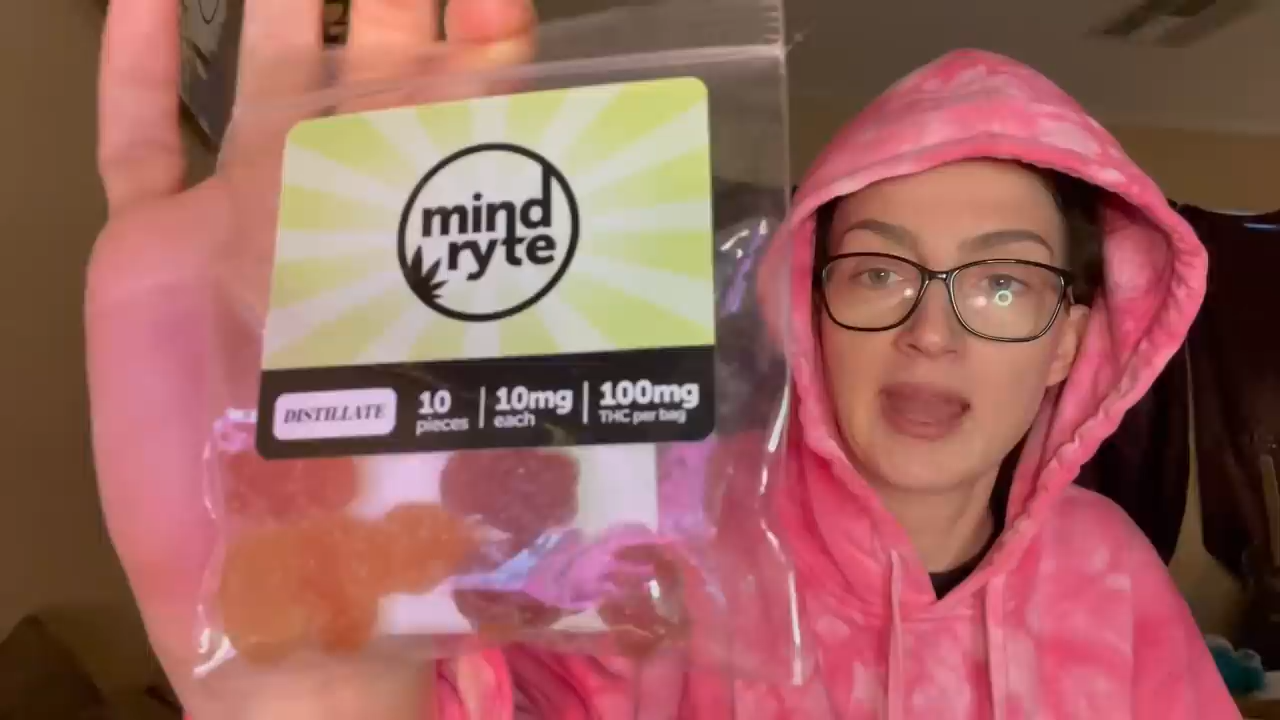 mind
ryte
DISTILLATE
10
pieces
10mg
each
100mg
THC per bag